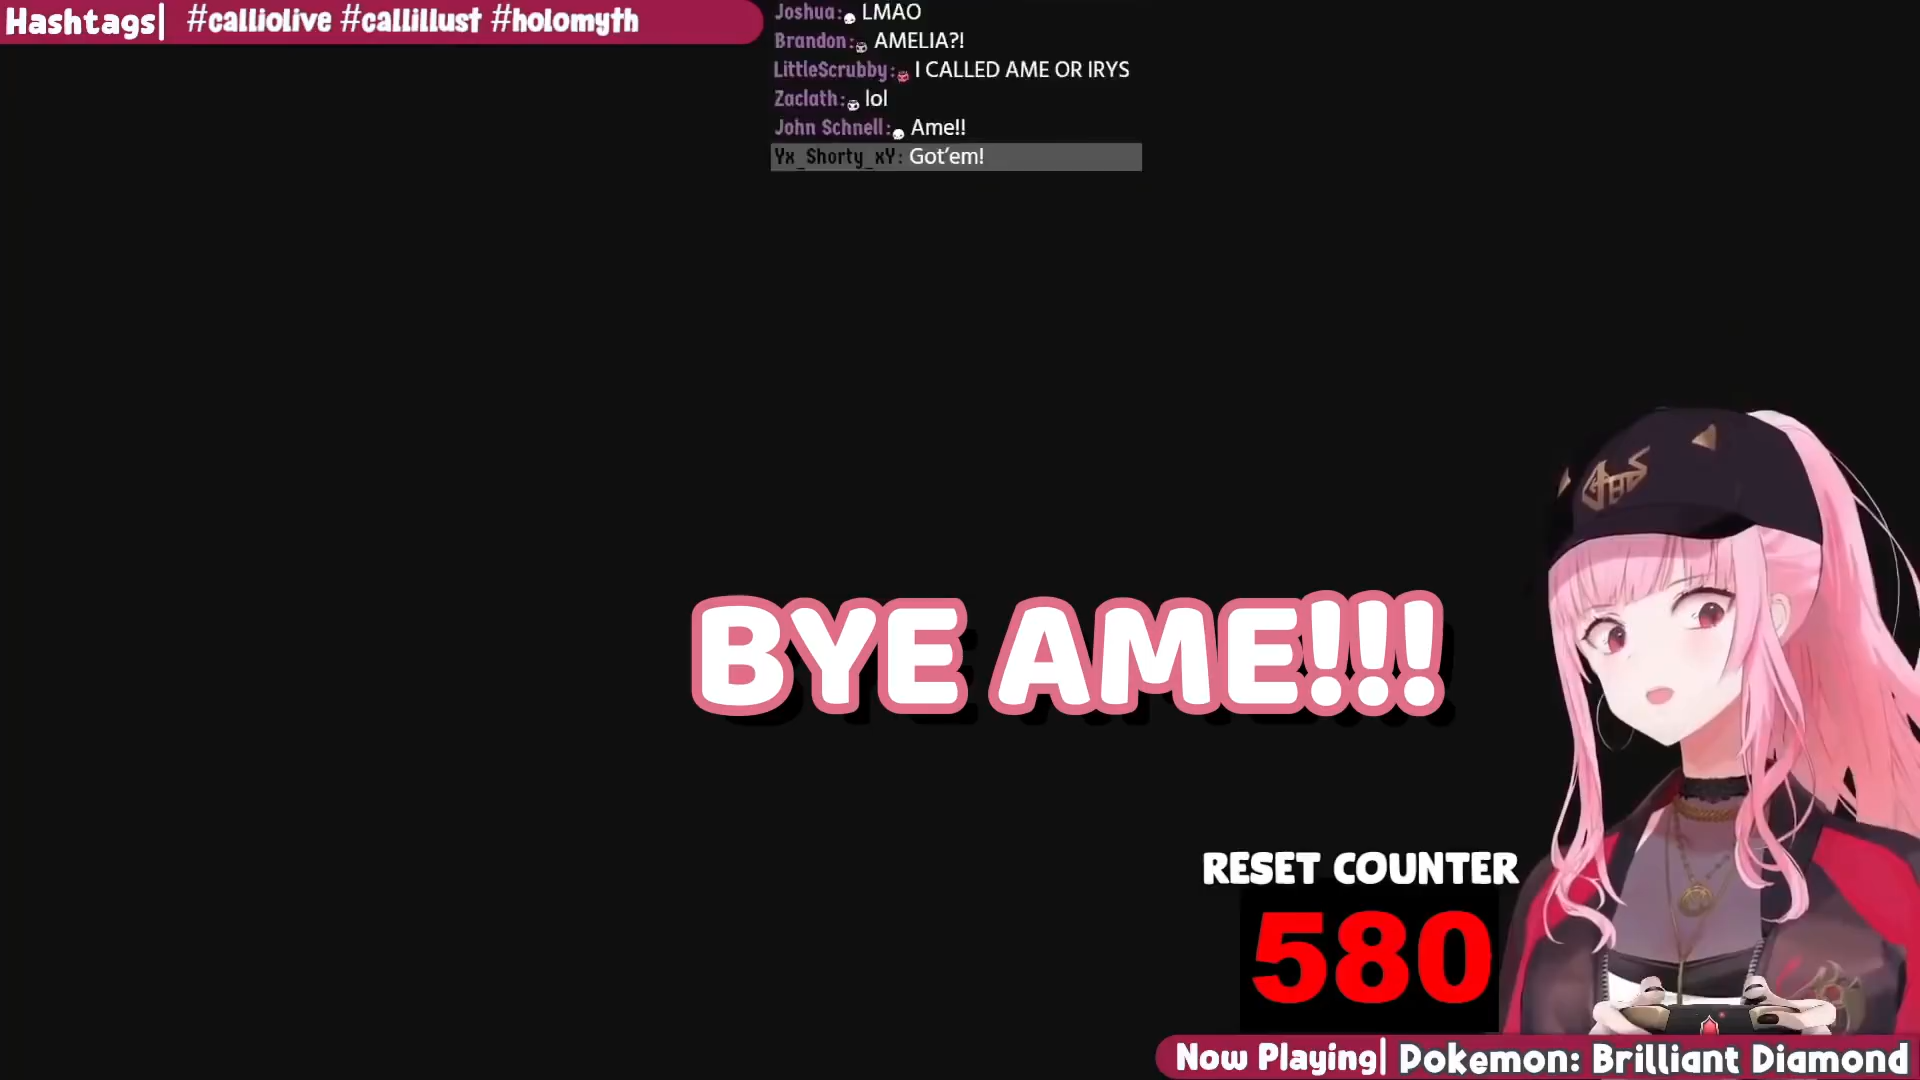 Hashtags| #calliolive #callillust #holomyth
Joshua: LMAO
Brandon: AMELIA?!
LittleScrubby: I CALLED AME OR IRYS
Zaclath: lol
John Schnell: Ame!!
Yx_Shorty_xY: Got'em!
BYE AME!!!
RESET COUNTER
580
Now Playing| Pokemon: Brilliant Diamond